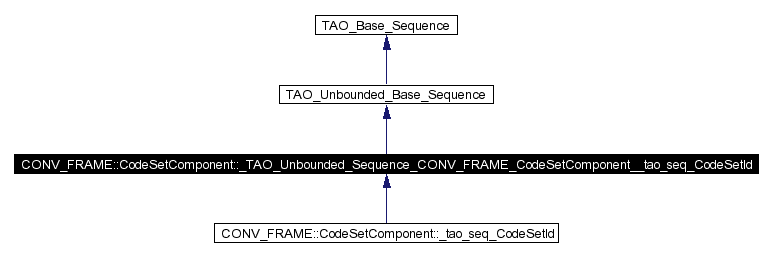 TAO_Base_Sequence
TAO_Unbounded_Base_Sequence
CONV_FRAME::CodeSetComponent::_TAO_Unbounded_Sequence_CONV_FRAME_CodeSetComponent__tao_seq_CodeSetId
CONV_FRAME::CodeSetComponent::_tao_seq_CodeSetId